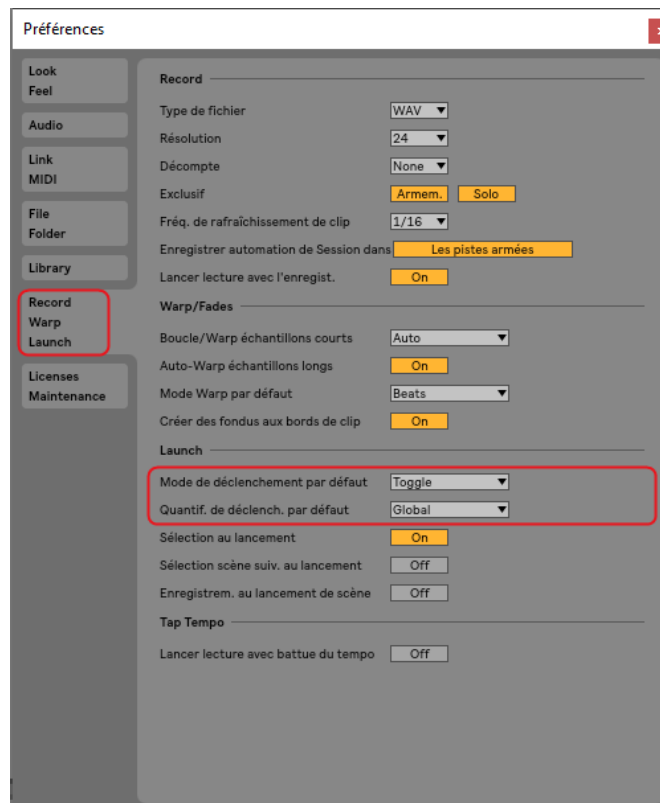 Préférences
Look
Feel
Audio
Link
MIDI
File
Folder
Library
Record
Warp
Launch
Licenses
Maintenance
Record
Type de fichier WAV
Résolution 24
Décompte None
Exclusif Armem. Solo
Fréq. de rafraîchissement de clip 1/16
Enregistrer automation de Session dans Les pistes armées
Lancer lecture avec l'enregist. On
Warp/Fades
Boucle/Warp échantillons courts Auto
Auto-Warp échantillons longs On
Mode Warp par défaut Beats
Créer des fondus aux bords de clip On
Launch
Mode de déclenchement par défaut Toggle
Quantif. de déclench. par défaut Global
Sélection au lancement On
Sélection scène suiv. au lancement Off
Enregistrem. au lancement de scène Off
Tap Tempo
Lancer lecture avec battue du tempo Off